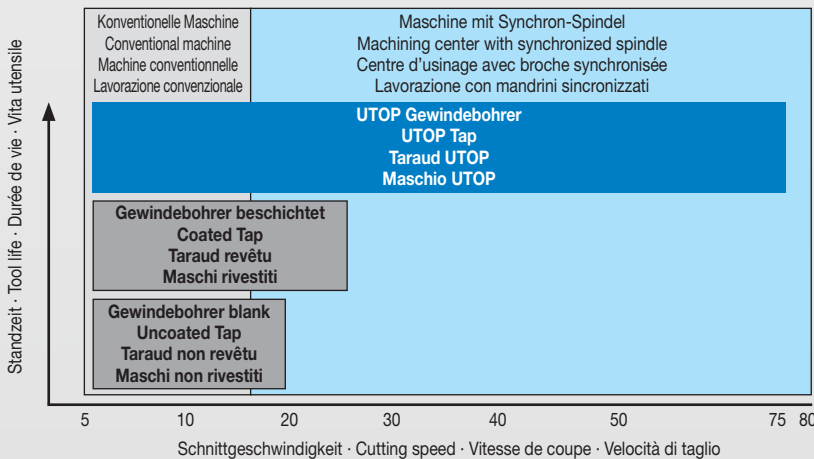 Konventionelle Maschine
Conventional machine
Machine conventionnelle
Lavorazione convenzionale
Maschine mit Synchron-Spindel
Machining center with synchronized spindle
Centre d'usinage avec broche synchronisée
Lavorazione con mandrini sincronizzati
Standzeit · Tool life · Durée de vie · Vita utensile
UTOP Gewindebohrer
UTOP Tap
Taraud UTOP
Maschio UTOP
Gewindebohrer beschichtet
Coated Tap
Taraud revêtu
Maschi rivestiti
Gewindebohrer blank
Uncoated Tap
Taraud non revêtu
Maschi non rivestiti
5 10 20 30 40 50 75 80
Schnittgeschwindigkeit · Cutting speed · Vitesse de coupe · Velocità di taglio